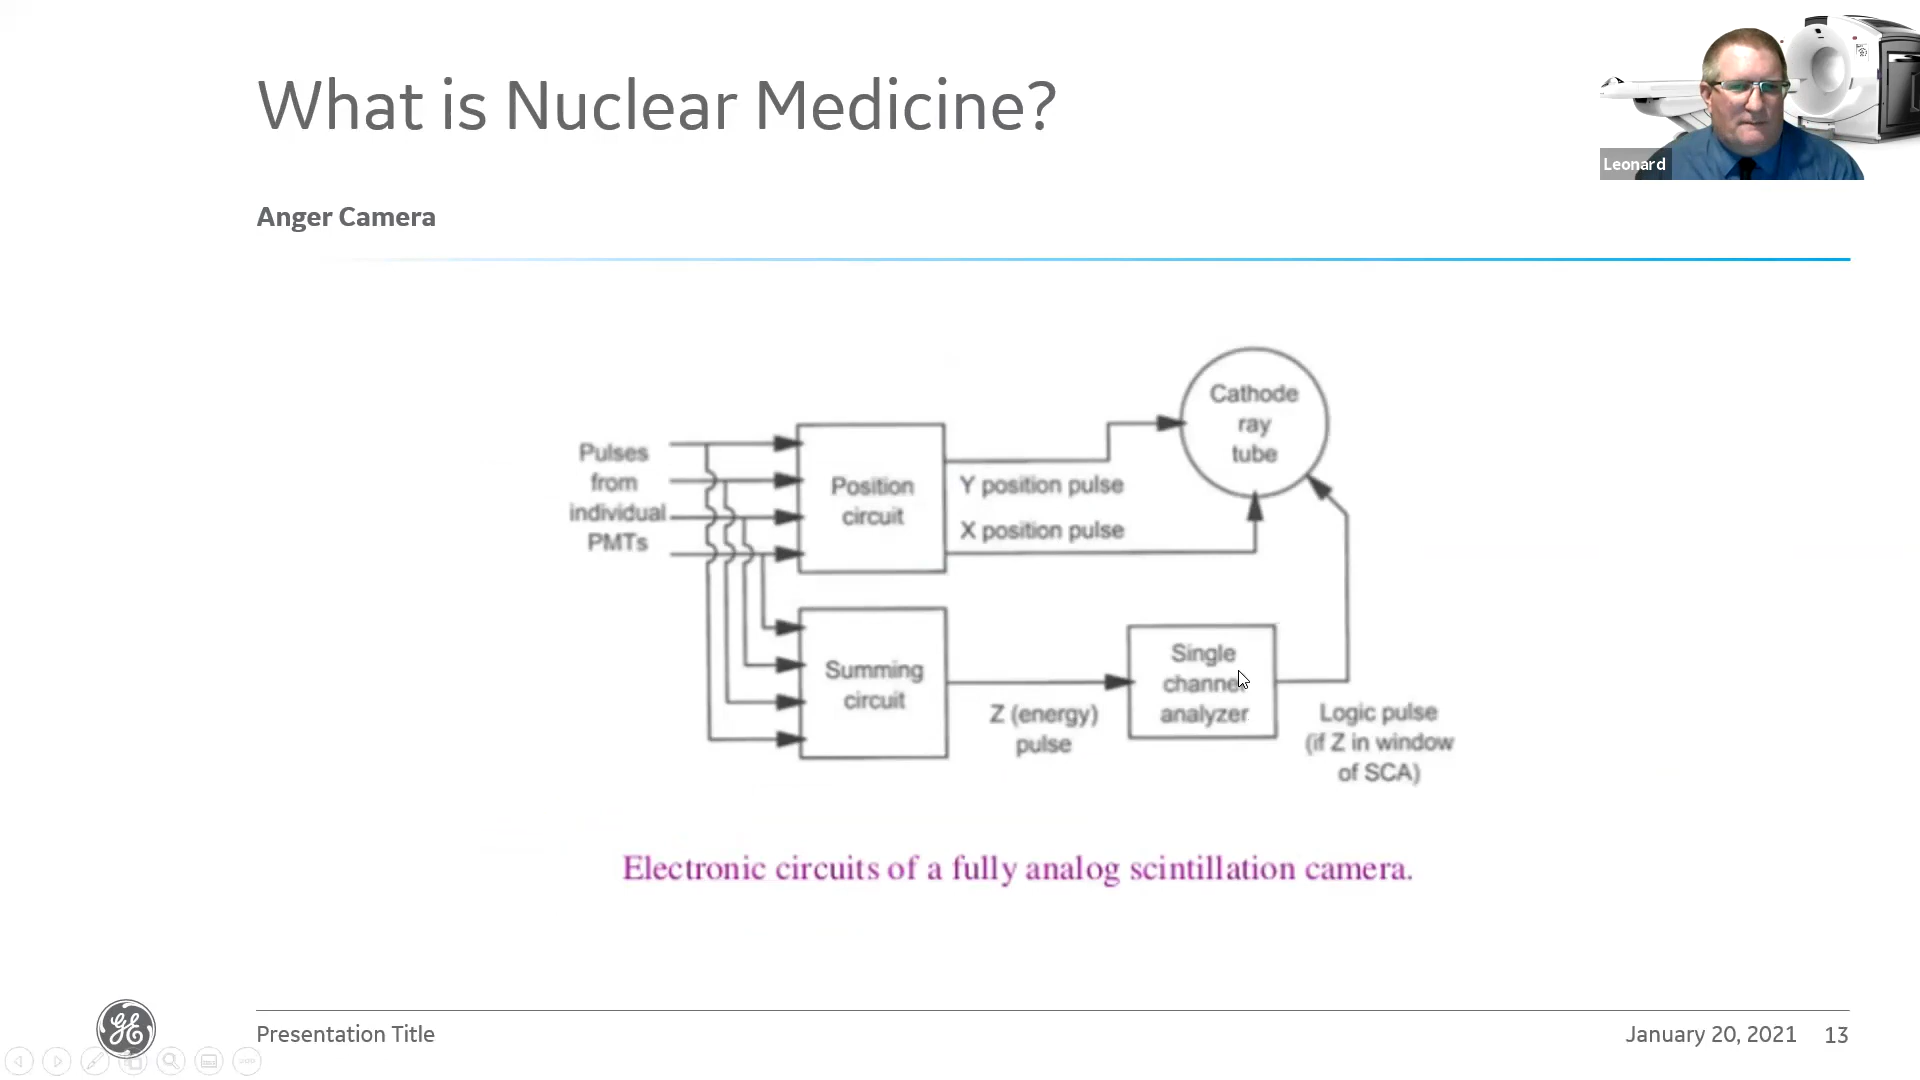 What is Nuclear Medicine?
Leonard
Anger Camera
Cathode
ray
tube
Pulses
from
individual
PMTs
Position
circuit
Y position pulse
X position pulse
Summing
circuit
Z (energy)
pulse
Single
channel
analyzer
Logic pulse
(if Z in window
of SCA)
Electronic circuits of a fully analog scintillation camera.
GE
Presentation Title
January 20, 2021 13